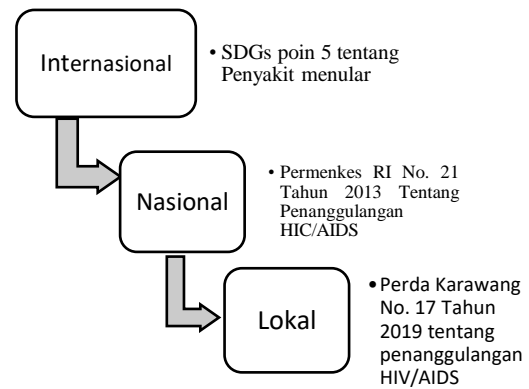 Internasional
• SDGs poin 5 tentang
Penyakit menular
Nasional
• Permenkes RI No. 21
Tahun 2013 Tentang
Penanggulangan
HIC/AIDS
Lokal
• Perda Karawang
No. 17 Tahun
2019 tentang
penanggulangan
HIV/AIDS